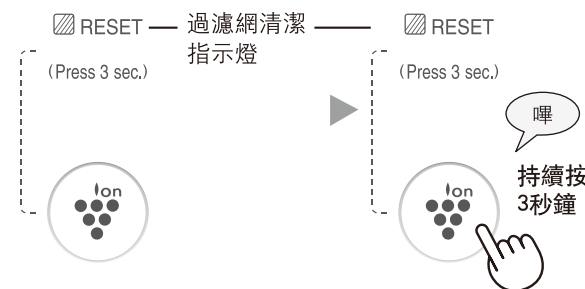 RESET
過濾網清潔
指示燈
RESET
(Press 3 sec.)
(Press 3 sec.)
嗶
持續按
3秒鐘
Ion
Ion